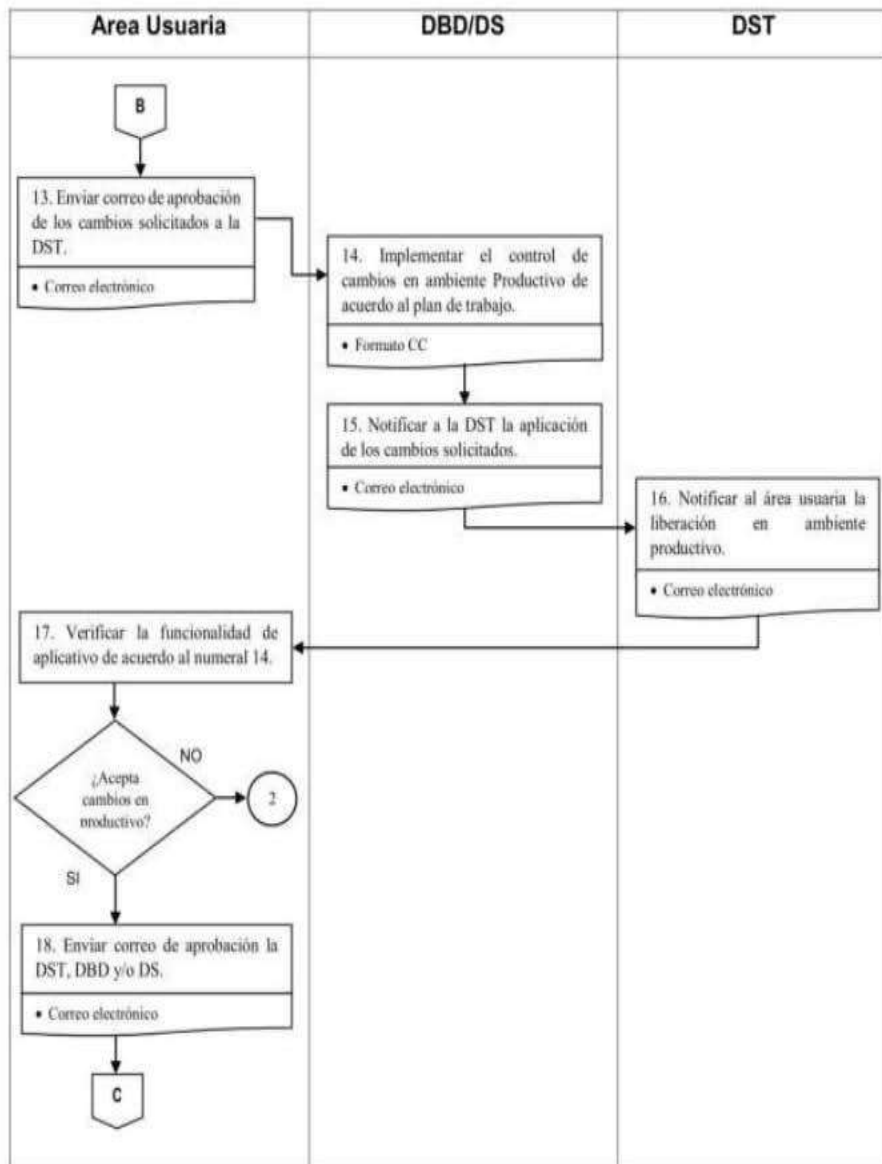 Area Usuaria
DBD/DS
DST
B
13. Enviar correo de aprobación
de los cambios solicitados a la
DST.
• Correo electrónico
14. Implementar el control de
cambios en ambiente Productivo de
acuerdo al plan de trabajo.
• Formato CC
15. Notificar a la DST la aplicación
de los cambios solicitados.
• Correo electrónico
16. Notificar al área usuaria la
liberación en ambiente
productivo.
• Correo electrónico
17. Verificar la funcionalidad de
aplicativo de acuerdo al numeral 14.
¿Acepta
cambios en
productivo?
NO
2
SI
18. Enviar correo de aprobación la
DST, DBD y/o DS.
• Correo electrónico
C